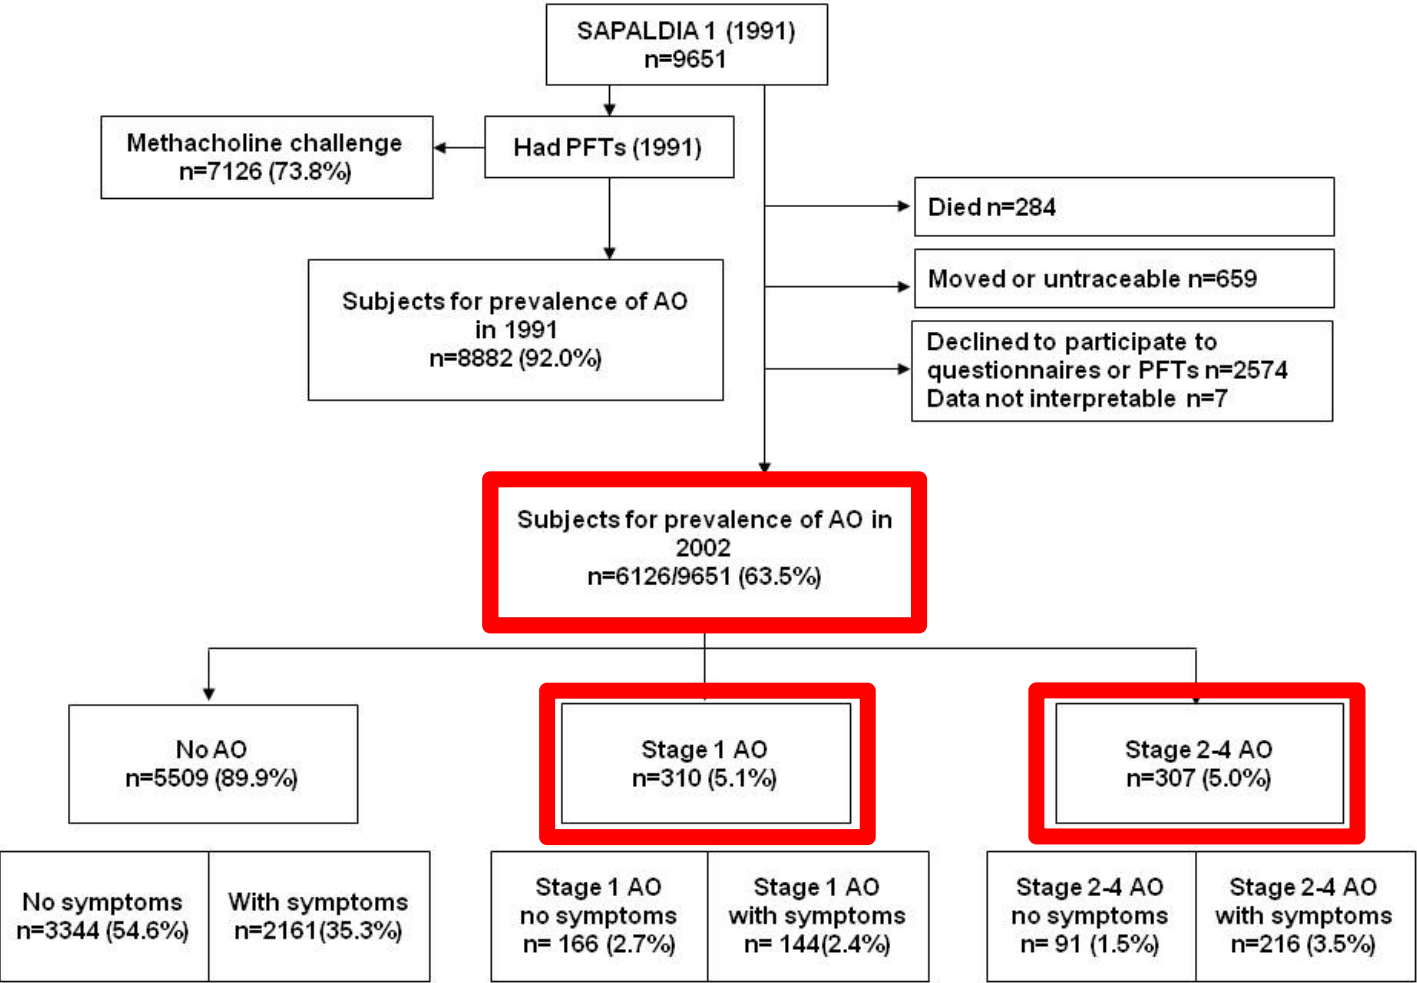 SAPALDIA 1 (1991)
n=9651
Methacholine challenge
n=7126 (73.8%)
Had PFTs (1991)
Died n=284
Moved or untraceable n=659
Subjects for prevalence of AO
in 1991
n=8882 (92.0%)
Declined to participate to
questionnaires or PFTs n=2574
Data not interpretable n=7
Subjects for prevalence of AO in
2002
n=6126/9651 (63.5%)
No AO
n=5509 (89.9%)
Stage 1 AO
n=310 (5.1%)
Stage 2-4 AO
n=307 (5.0%)
No symptoms
n=3344 (54.6%)
With symptoms
n=2161(35.3%)
Stage 1 AO
no symptoms
n= 166 (2.7%)
Stage 1 AO
with symptoms
n= 144(2.4%)
Stage 2-4 AO
no symptoms
n= 91 (1.5%)
Stage 2-4 AO
with symptoms
n=216 (3.5%)